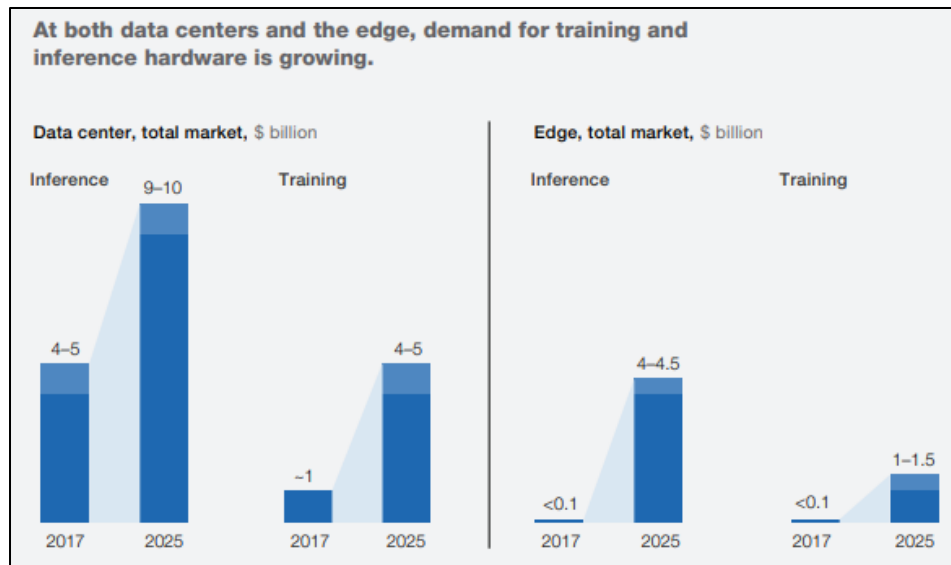 At both data centers and the edge, demand for training and
inference hardware is growing.
Data center, total market, $ billion
Inference
Training
9–10
4–5
4–5
~1
2017
2025
2017
2025
Edge, total market, $ billion
Inference
Training
4–4.5
1–1.5
<0.1
<0.1
2017
2025
2017
2025